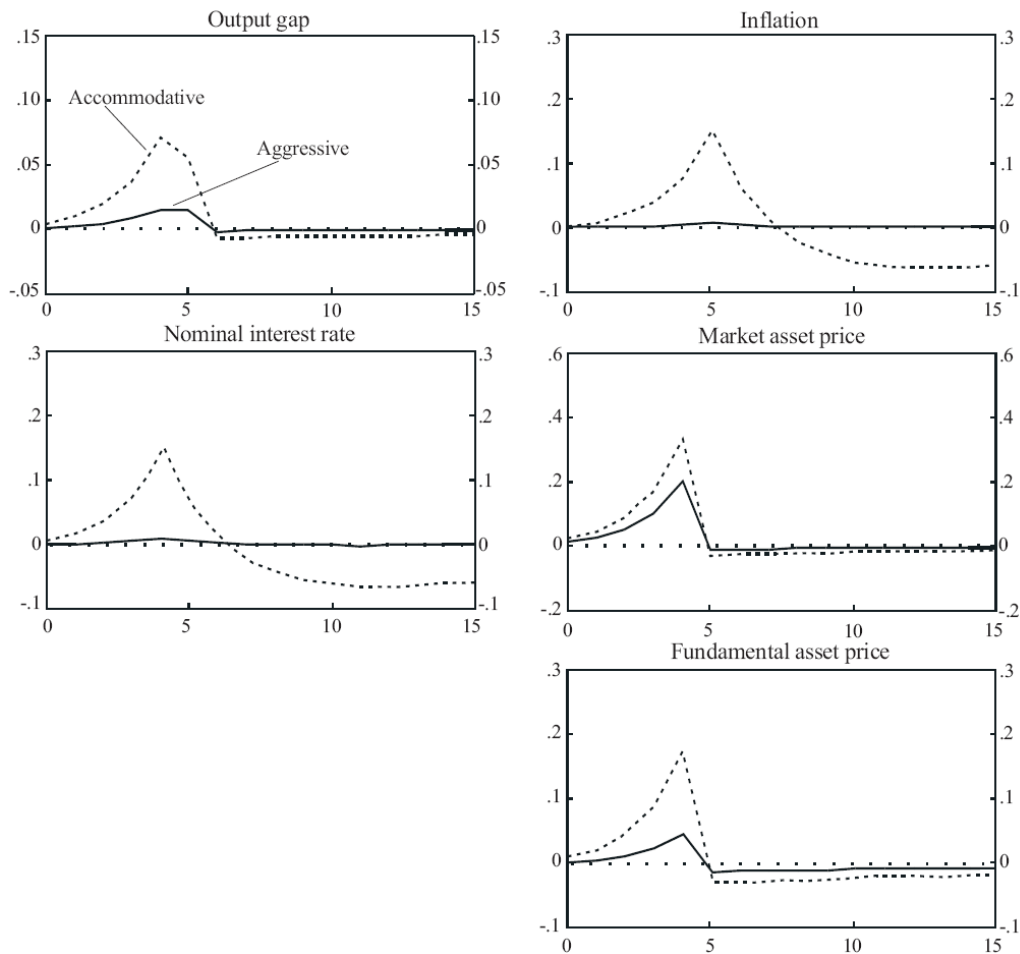 Output gap
.15 .15
.10 .10
Accommodative
Aggressive
.05 .05
0 0
-.05 -.05
0 5 10 15
Inflation
.3 .3
.2 .2
.1 .1
0 0
-.1 -.1
0 5 10 15
Nominal interest rate
.3 .3
.2 .2
.1 .1
0 0
-.1 -.1
0 5 10 15
Market asset price
.6 .6
.4 .4
.2 .2
0 0
-.2 -.2
0 5 10 15
Fundamental asset price
.3 .3
.2 .2
.1 .1
0 0
-.1 -.1
0 5 10 15